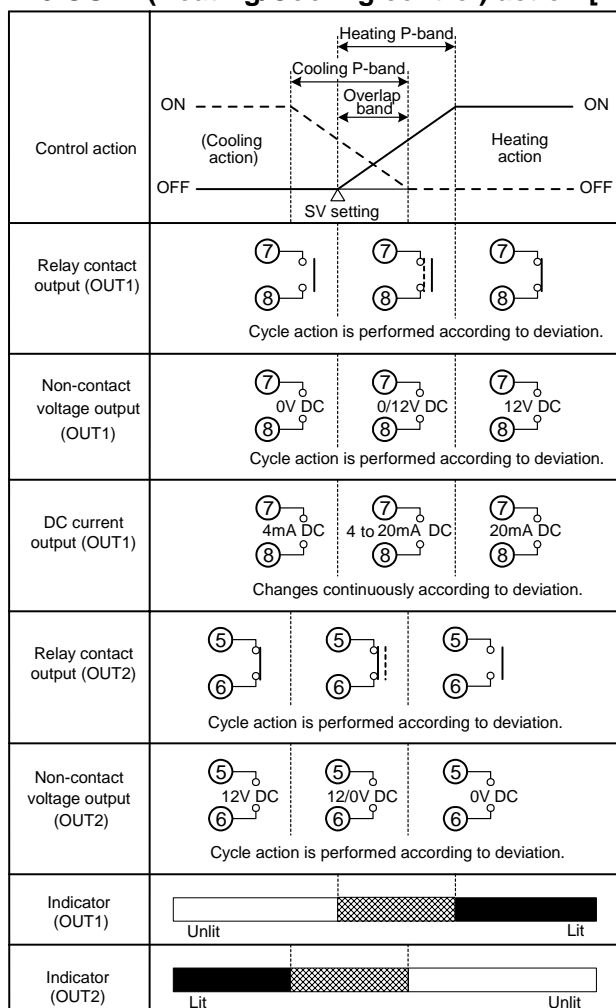 (Heating/Cooling control) action [
Heating P-band
Cooling P-band
Overlap
band
ON
ON
Control action
(Cooling
action)
Heating
action
OFF
OFF
SV setting
Relay contact
output (OUT1)
7 7 7
8 8 8
Cycle action is performed according to deviation.
Non-contact
voltage output
(OUT1)
7 7 7
0V DC 0/12V DC 12V DC
8 8 8
Cycle action is performed according to deviation.
DC current
output (OUT1)
7 7 7
4mA DC 4 to 20mA DC 20mA DC
8 8 8
Changes continuously according to deviation.
Relay contact
output (OUT2)
5 5 5
6 6 6
Cycle action is performed according to deviation.
Non-contact
voltage output
(OUT2)
5 5 5
12V DC 12/0V DC 0V DC
6 6 6
Cycle action is performed according to deviation.
Indicator
(OUT1)
Unlit Lit
Indicator
(OUT2)
Lit Unlit